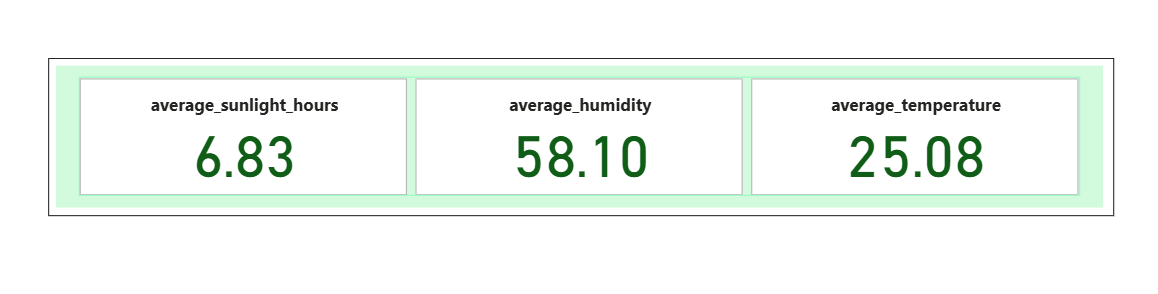 average_sunlight_hours
6.83
average_humidity
58.10
average_temperature
25.08